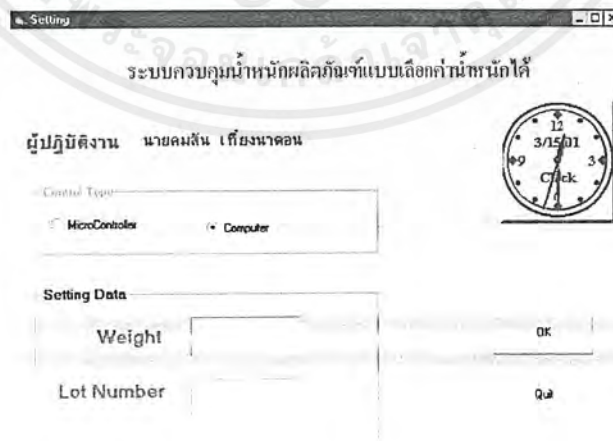 Setting
ระบบควบคุมน้ำหนักผลิตภัณฑ์แบบเลือกค่าน้ำหนักได้
ผู้ปฏิบัติงาน นายคมสัน เที่ยงนาดอน
12
3/15/01
9
3
Clock
Control Type
MicroController
Computer
Setting Data
Weight
OK
Lot Number
Quit